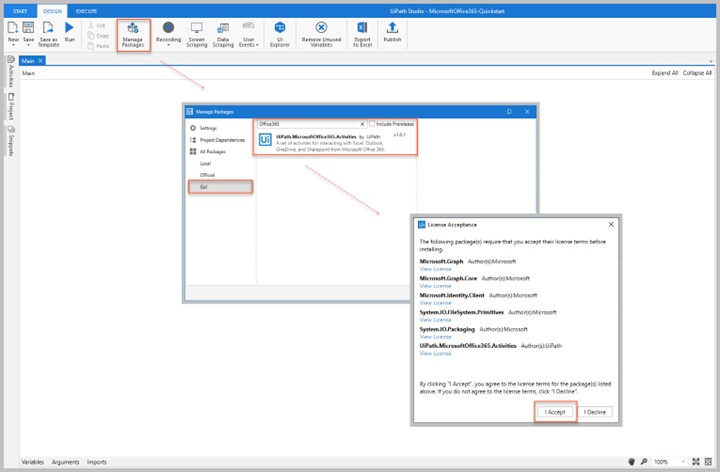 START DESIGN EXECUTE UiPath Studio - MicrosoftOffice365-Quickstart
New Save Save as Template Run Cut Copy Paste Manage Packages Recording Screen Scraping Data Scraping User Events UI Explorer Remove Unused Variables Export to Excel Publish
Main
Main Expand All Collapse All
Activities
Project
Snippets
Ui Manage Packages
Settings
Project Dependencies
All Packages
Local
Official
Go!
Office365 Include Prerelease
Ui UiPath.MicrosoftOffice365.Activities by UiPath v1.0.1
A set of activities for interacting with Excel, Outlook,
OneDrive, and Sharepoint from Microsoft Office 365.
Ui License Acceptance
The following package(s) require that you accept their license terms before
installing.
Microsoft.Graph Author(s):Microsoft
View License
Microsoft.Graph.Core Author(s):Microsoft
View License
Microsoft.Identity.Client Author(s):Microsoft
View License
System.IO.FileSystem.Primitives Author(s):Microsoft
View License
System.IO.Packaging Author(s):Microsoft
View License
UiPath.MicrosoftOffice365.Activities Author(s):UiPath
View License
By clicking "I Accept", you agree to the license terms for the package(s) listed
above. If you do not agree to the license terms, click "I Decline".
I Accept I Decline
Variables Arguments Imports 100%